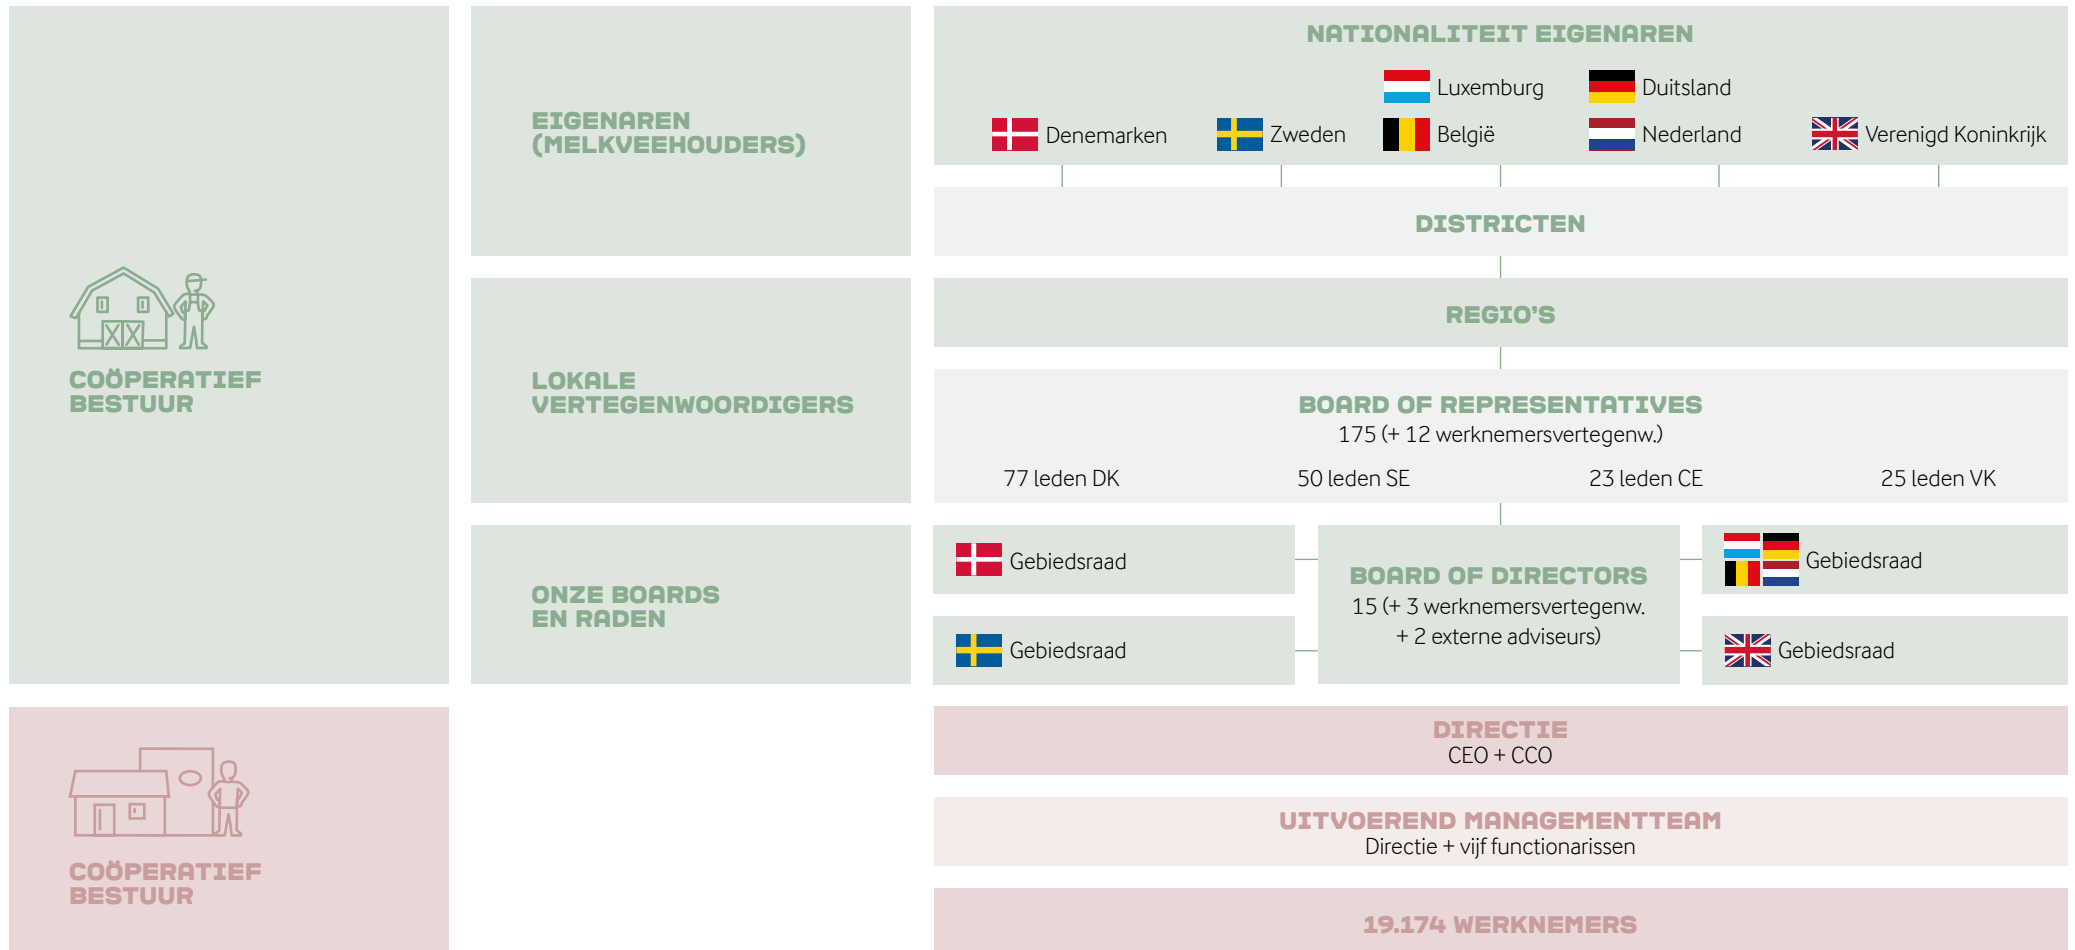 COÖPERATIEF
BESTUUR
EIGENAREN
(MELKVEEHOUDERS)
NATIONALITEIT EIGENAREN
Luxemburg
Duitsland
Denemarken
Zweden
België
Nederland
Verenigd Koninkrijk
DISTRICTEN
LOKALE
VERTEGENWOORDIGERS
REGIO’S
BOARD OF REPRESENTATIVES
175 (+ 12 werknemersvertegenw.)
77 leden DK
50 leden SE
23 leden CE
25 leden VK
ONZE BOARDS
EN RADEN
Gebiedsraad
Gebiedsraad
BOARD OF DIRECTORS
15 (+ 3 werknemersvertegenw.
+ 2 externe adviseurs)
Gebiedsraad
Gebiedsraad
COÖPERATIEF
BESTUUR
DIRECTIE
CEO + CCO
UITVOEREND MANAGEMENTTEAM
Directie + vijf functionarissen
19.174 WERKNEMERS